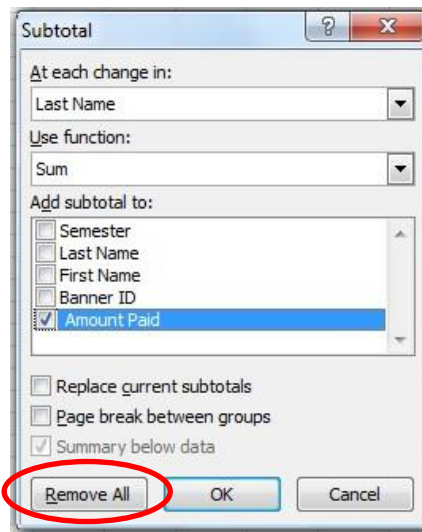 Subtotal
?
At each change in:
Last Name
Use function:
Sum
Add subtotal to:
Semester
Last Name
First Name
Banner ID
Amount Paid
Replace current subtotals
Page break between groups
Summary below data
Remove All OK Cancel